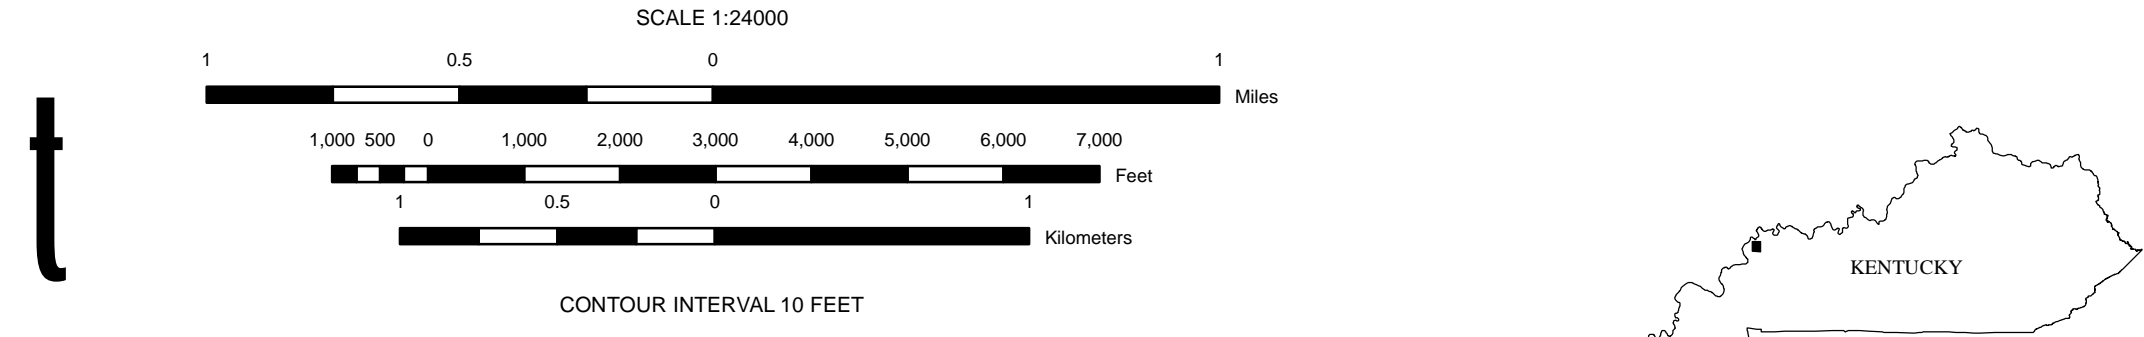 SCALE 1:24000
1 0.5 0 1
Miles
1,000 500 0 1,000 2,000 3,000 4,000 5,000 6,000 7,000
Feet
1 0.5 0 1
Kilometers
CONTOUR INTERVAL 10 FEET
t
KENTUCKY